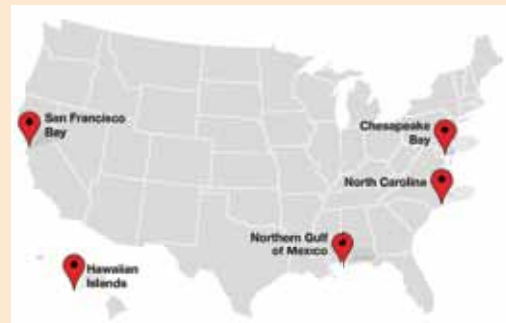 San Francisco
Bay
Chesapeake
Bay
North Carolina
Northern Gulf
of Mexico
Hawaiian
Islands